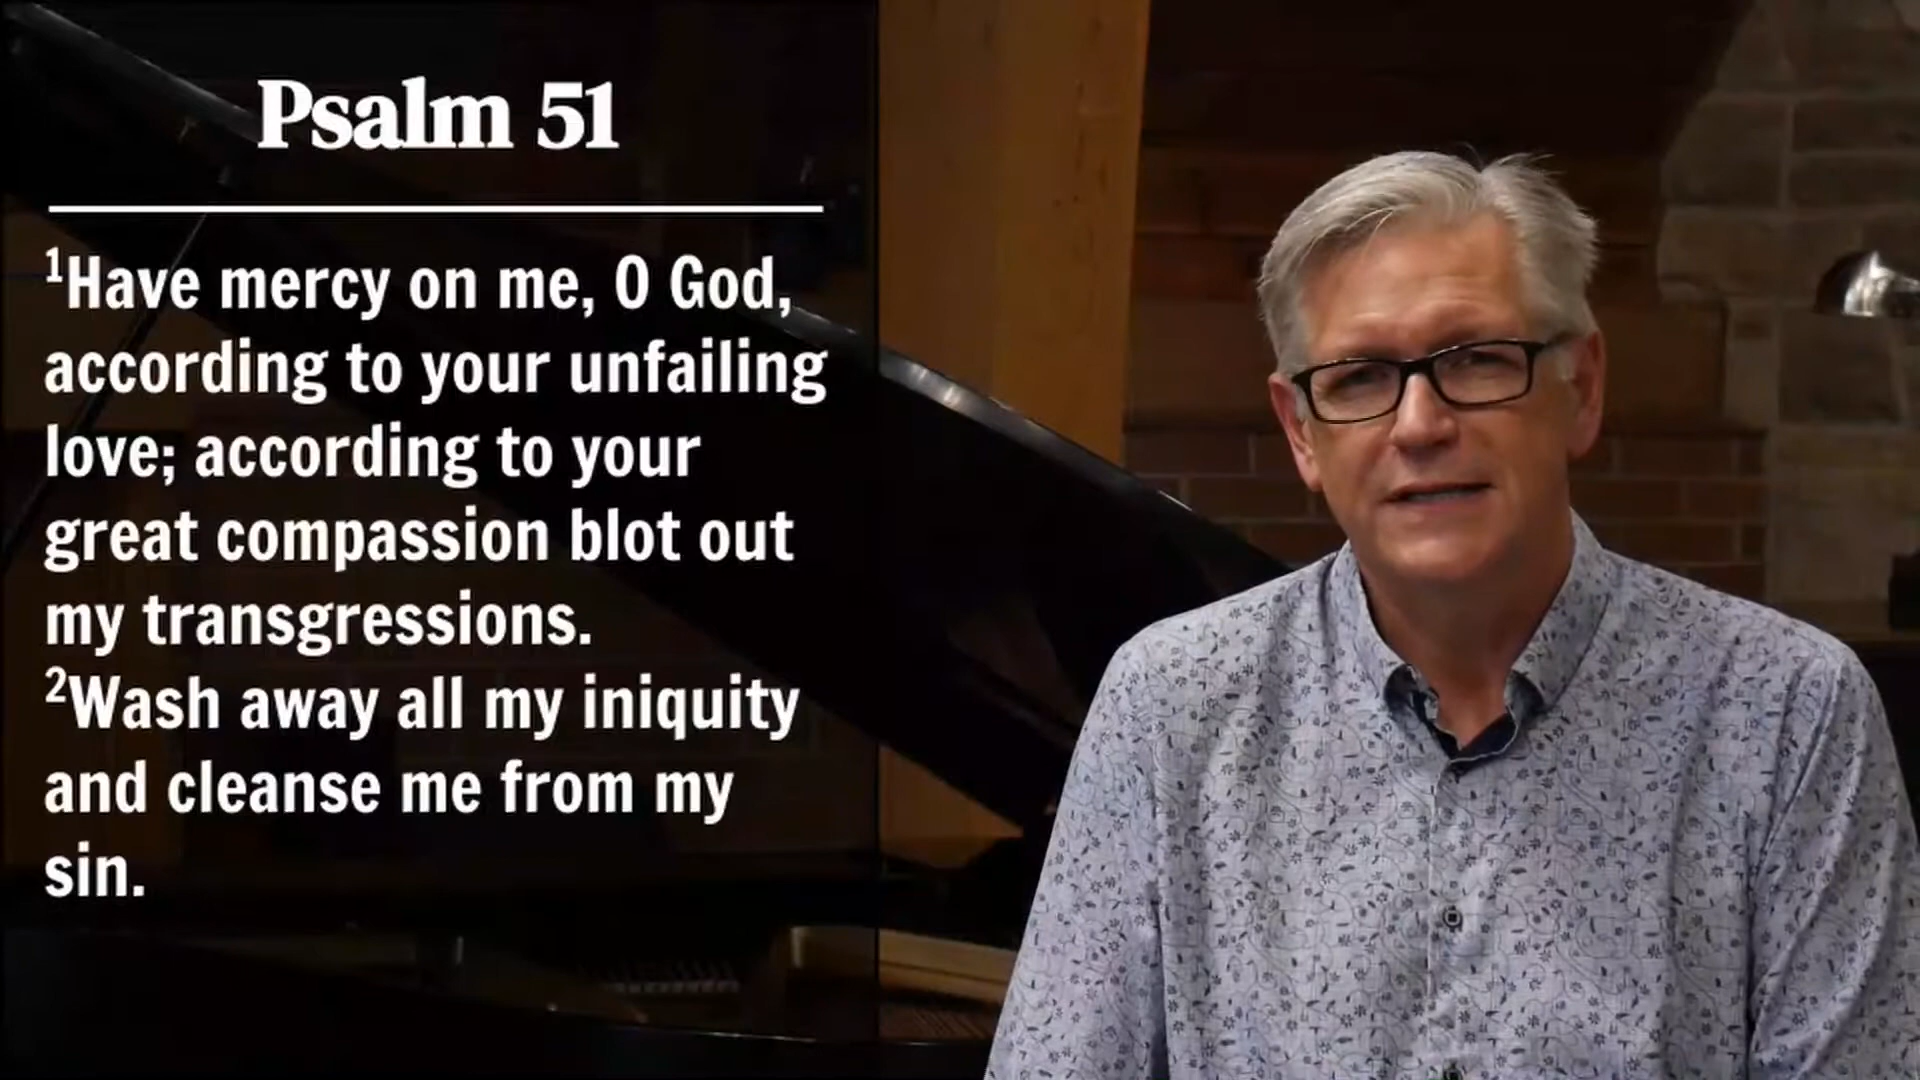 Psalm 51
¹Have mercy on me, O God,
according to your unfailing
love; according to your
great compassion blot out
my transgressions.
²Wash away all my iniquity
and cleanse me from my
sin.